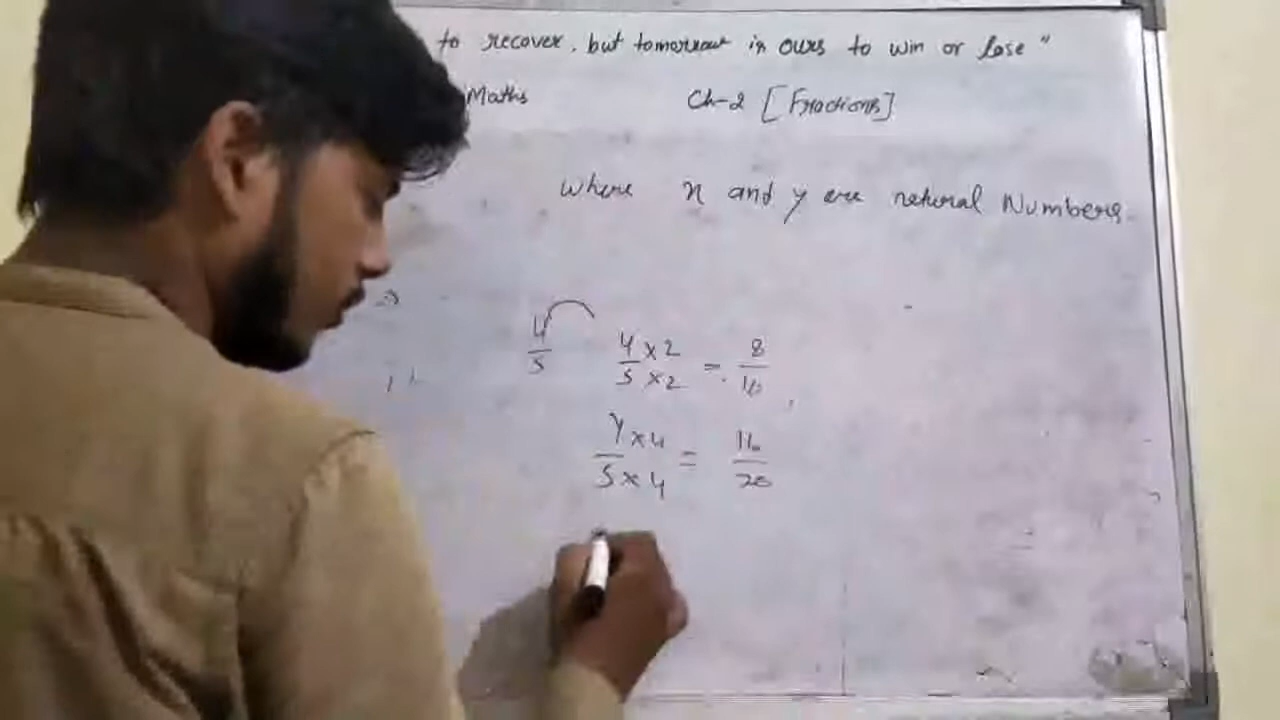 to recover, but tomorrow is ours to win or lose "
Maths Ch-2 [Fractions]
where x and y are natural Numbers.
4/5 4×2/5×2 = 8/10
4×4/5×4 = 16/20